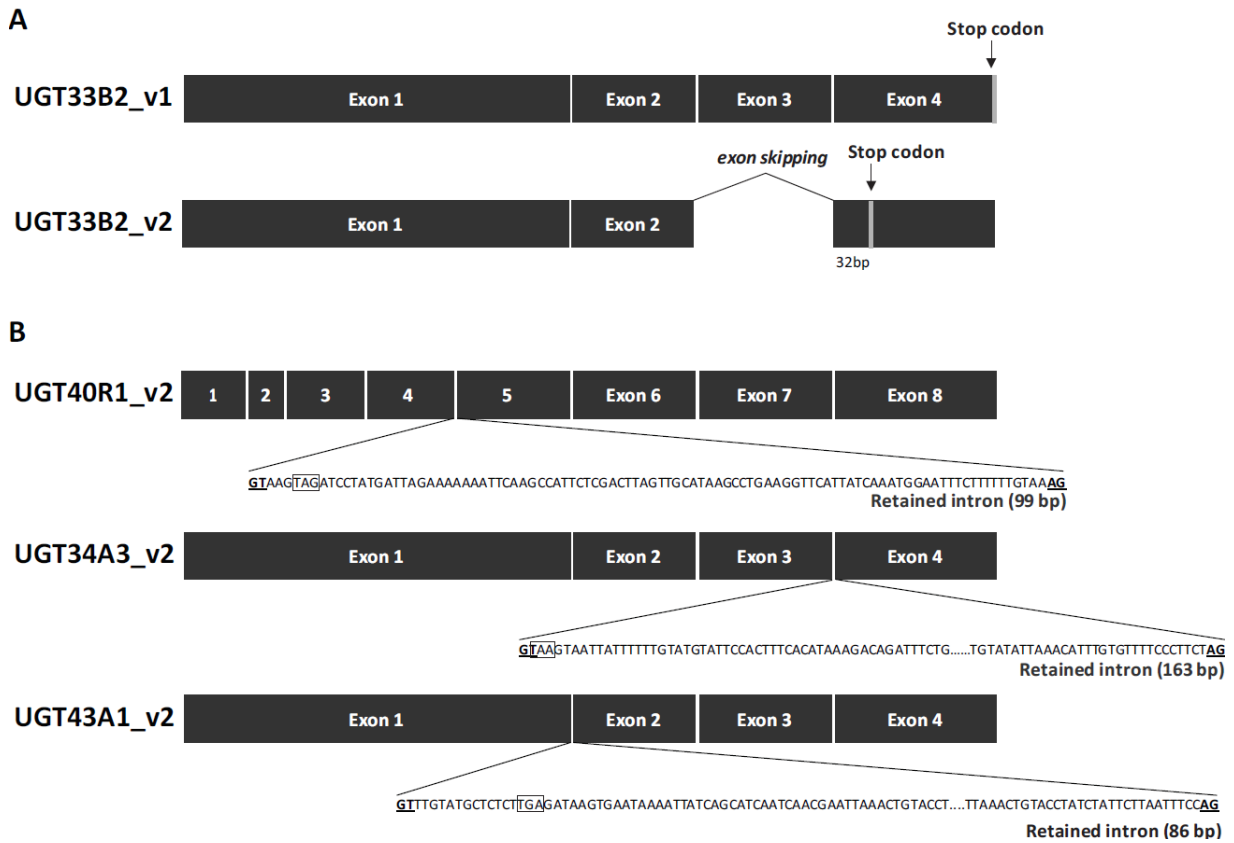 A
Stop codon
UGT33B2_v1 Exon 1 Exon 2 Exon 3 Exon 4
exon skipping Stop codon
UGT33B2_v2 Exon 1 Exon 2
32bp
B
UGT40R1_v2 1 2 3 4 5 Exon 6 Exon 7 Exon 8
GTAAGTAGATCCTATGATTAGAAAAAAAATTCAAGCCATTCTCGACTTAGTTGCATAAGCCTGAAGGTTCATTATCAAATGGAATTTCTTTTTTGTAAAG
Retained intron (99 bp)
UGT34A3_v2 Exon 1 Exon 2 Exon 3 Exon 4
GTAAGTAATTATTTTTTGTATGTATTCCACTTTCACATAAAGACAGATTTCTG......TGTATATTAAACATTTGTGTTTTCCCTTCTAG
Retained intron (163 bp)
UGT43A1_v2 Exon 1 Exon 2 Exon 3 Exon 4
GTTTGTATGCTCTCTTGAGATAAGTGAATAAAATTATCAGCATCAATCAACGAATTAAACTGTACCT....TTAAACTGTACCTATCTATTCTTAATTTCCAG
Retained intron (86 bp)